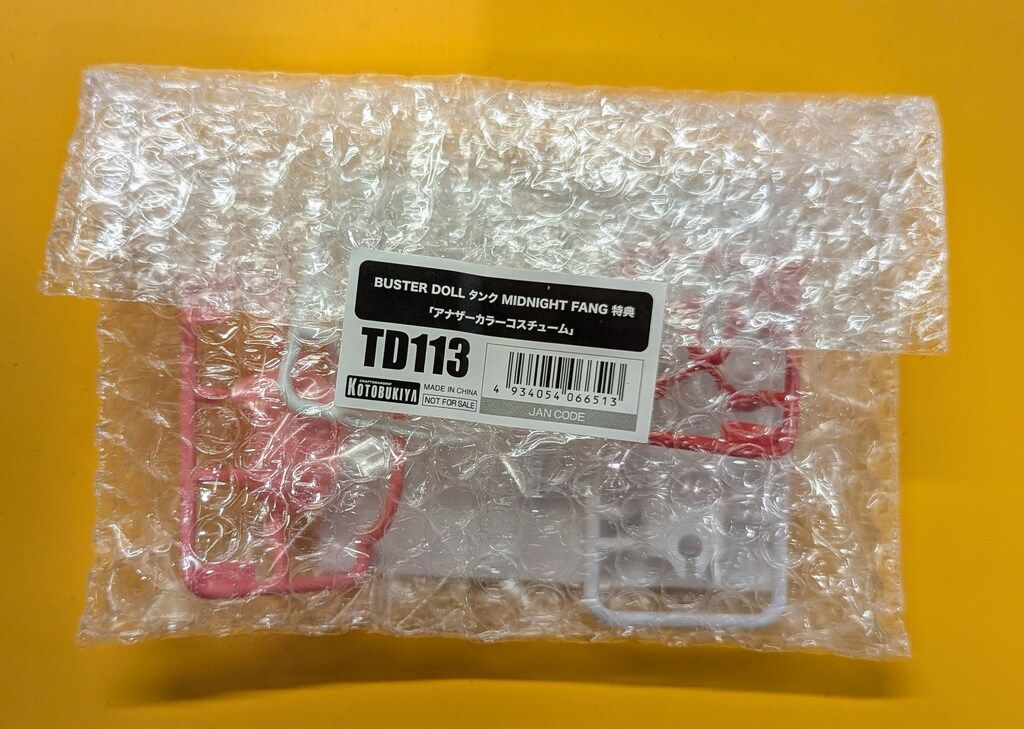 BUSTER DOLL タンク MIDNIGHT FANG 特典
「アナザーカラーコスチューム」
TD113
CRAFTSMANSHIP
KOTOBUKIYA
MADE IN CHINA
NOT FOR SALE
4 934054 066513
JAN CODE